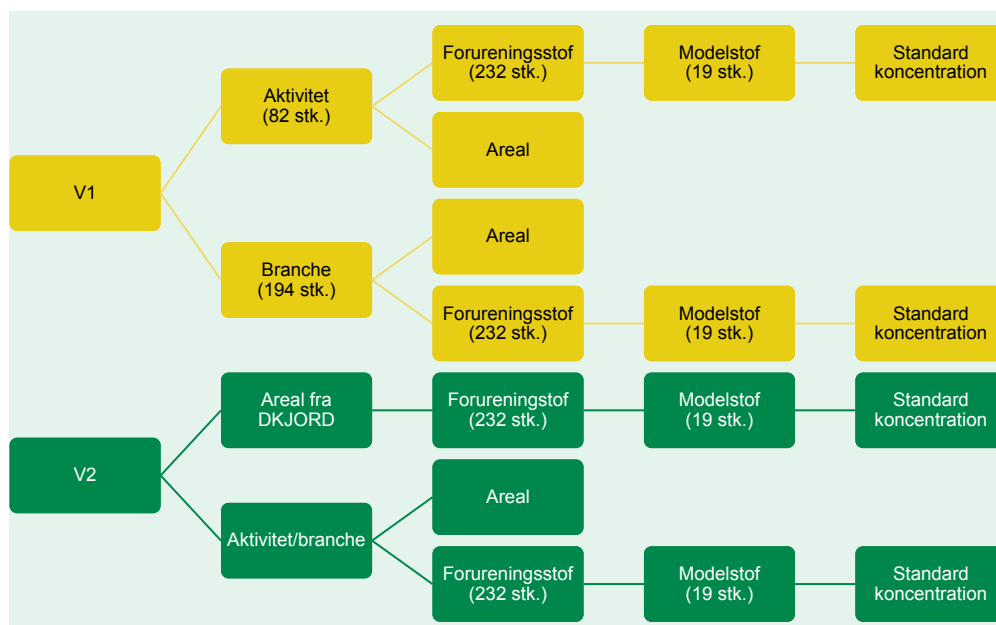 V1
Aktivitet
(82 stk.)
Forureningsstof
(232 stk.)
Modelstof
(19 stk.)
Standard
koncentration
Areal
Branche
(194 stk.)
Areal
Forureningsstof
(232 stk.)
Modelstof
(19 stk.)
Standard
koncentration
V2
Areal fra
DKJORD
Forureningstof
(232 stk.)
Modelstof
(19 stk.)
Standard
koncentration
Aktivitet/branche
Areal
Forureningsstof
(232 stk.)
Modelstof
(19 stk.)
Standard
koncentration